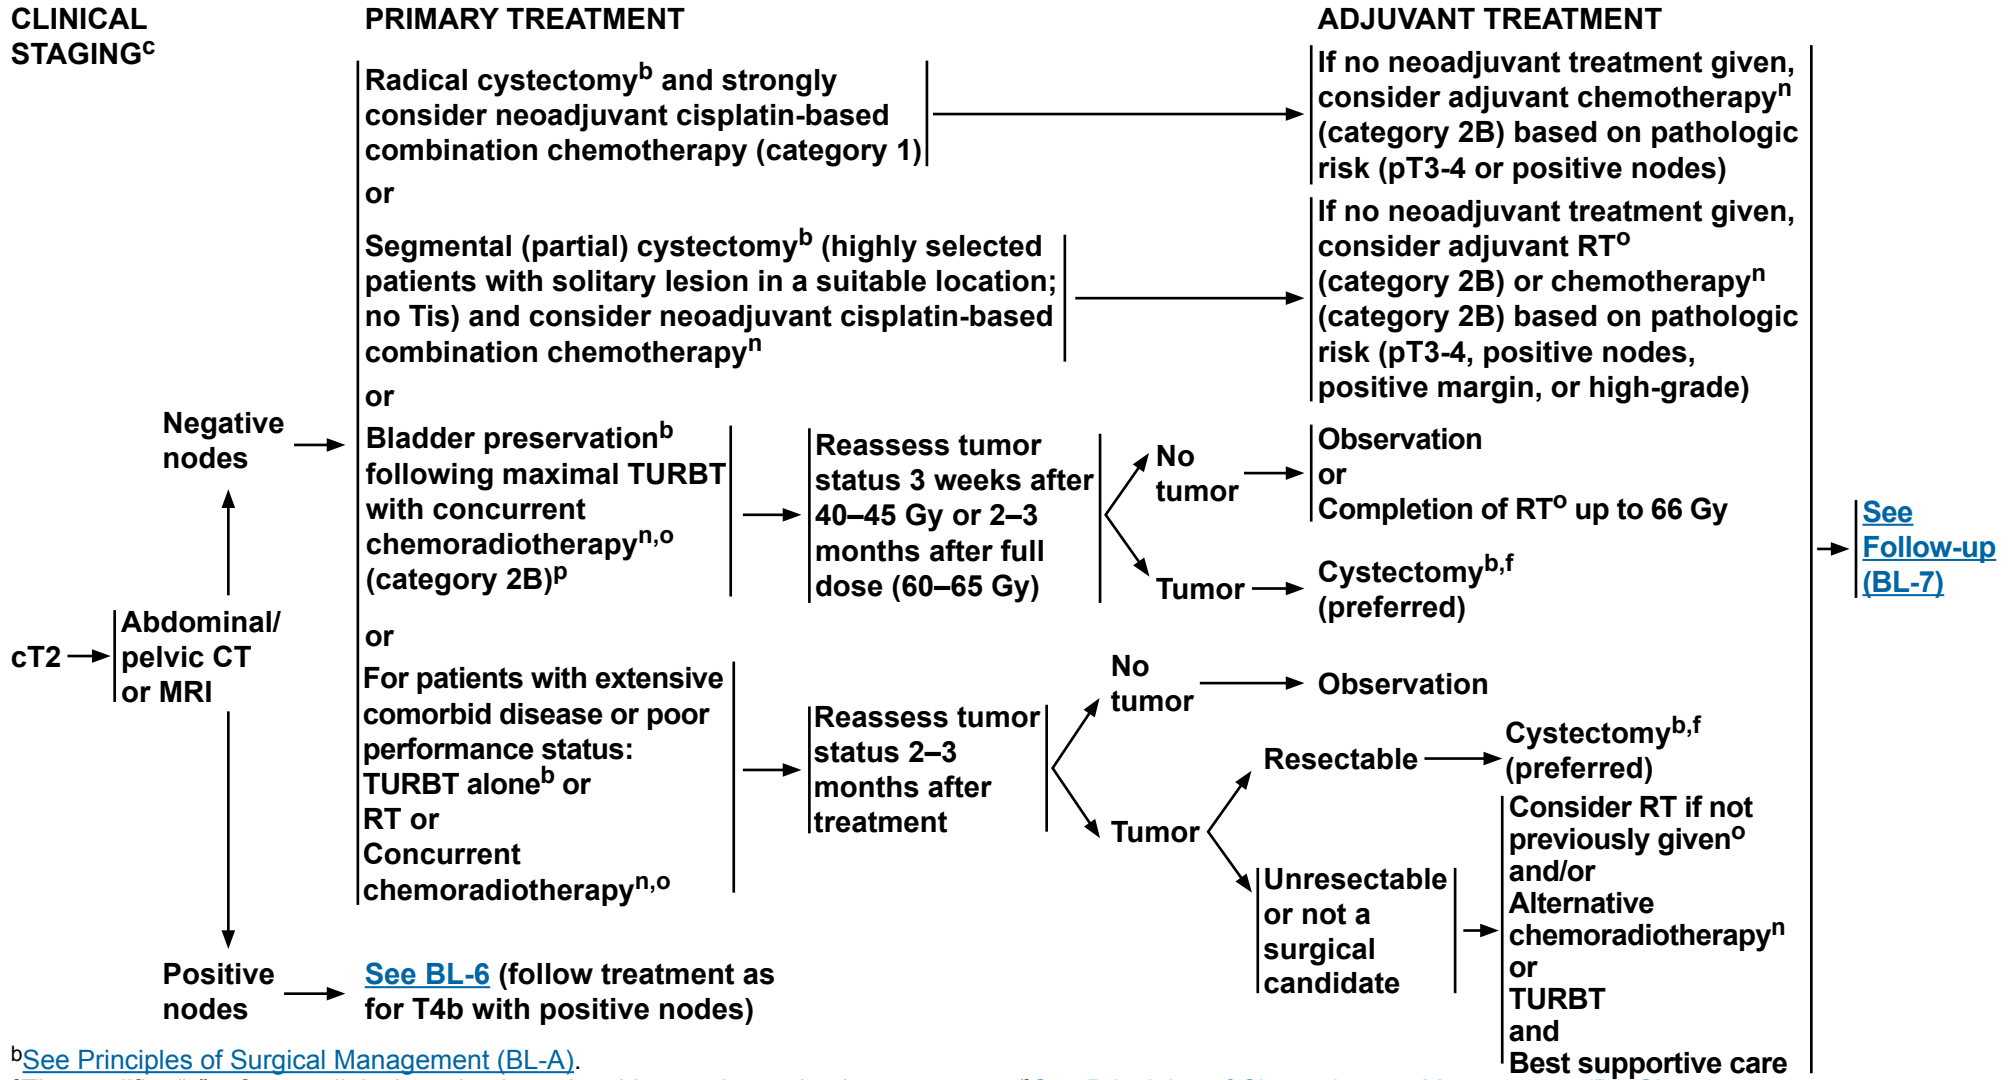 CLINICAL
STAGINGc
PRIMARY TREATMENT
ADJUVANT TREATMENT
cT2
Abdominal/
pelvic CT
or MRI
Negative
nodes
Radical cystectomyb and strongly
consider neoadjuvant cisplatin-based
combination chemotherapy (category 1)
If no neoadjuvant treatment given,
consider adjuvant chemotherapyn
(category 2B) based on pathologic
risk (pT3-4 or positive nodes)
or
Segmental (partial) cystectomyb (highly selected
patients with solitary lesion in a suitable location;
no Tis) and consider neoadjuvant cisplatin-based
combination chemotherapyn
If no neoadjuvant treatment given,
consider adjuvant RTo
(category 2B) or chemotherapyn
(category 2B) based on pathologic
risk (pT3-4, positive nodes,
positive margin, or high-grade)
or
Bladder preservationb
following maximal TURBT
with concurrent
chemoradiotherapyn,o
(category 2B)p
Reassess tumor
status 3 weeks after
40–45 Gy or 2–3
months after full
dose (60–65 Gy)
No
tumor
Observation
or
Completion of RTo up to 66 Gy
Tumor
Cystectomyb,f
(preferred)
or
For patients with extensive
comorbid disease or poor
performance status:
TURBT aloneb or
RT or
Concurrent
chemoradiotherapyn,o
Reassess tumor
status 2–3
months after
treatment
No
tumor
Observation
Tumor
Resectable
Cystectomyb,f
(preferred)
Unresectable
or not a
surgical
candidate
Consider RT if not
previously giveno
and/or
Alternative
chemoradiotherapyn
or
TURBT
and
Best supportive care
See
Follow-up
(BL-7)
Positive
nodes
See BL-6 (follow treatment as
for T4b with positive nodes)
bSee Principles of Surgical Management (BL-A).